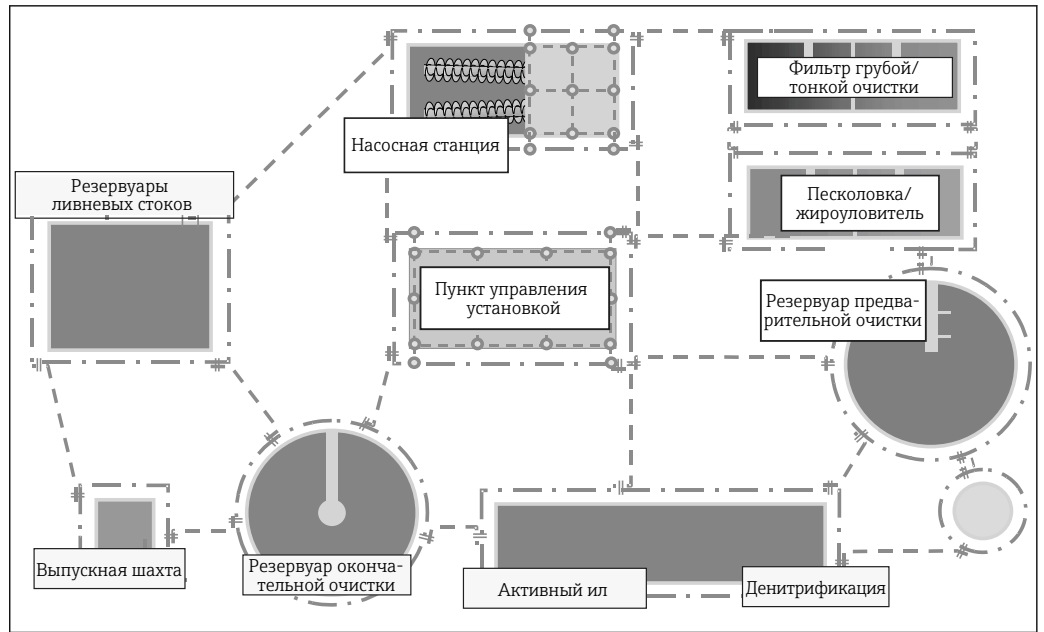 Фильтр грубой/
тонкой очистки
Насосная станция
Резервуары
ливневых стоков
Песколовка/
жироуловитель
Пункт управления
установкой
Резервуар предва-
рительной очистки
Выпускная шахта
Резервуар оконча-
тельной очистки
Активный ил
Денитрификация